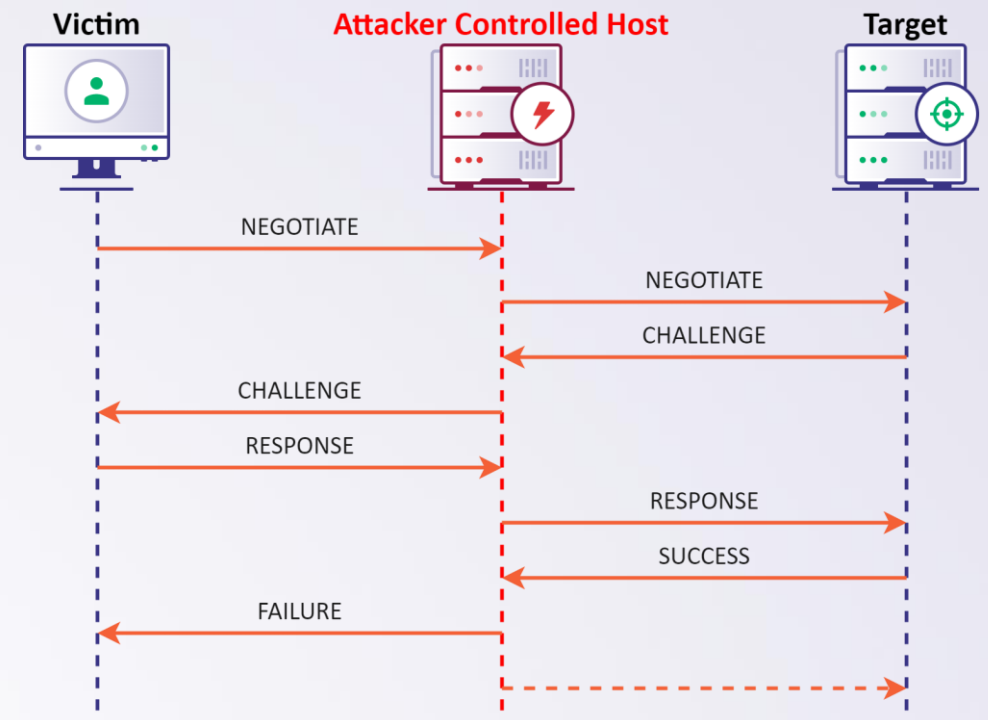 Victim
Attacker Controlled Host
Target
NEGOTIATE
NEGOTIATE
CHALLENGE
CHALLENGE
RESPONSE
RESPONSE
SUCCESS
FAILURE